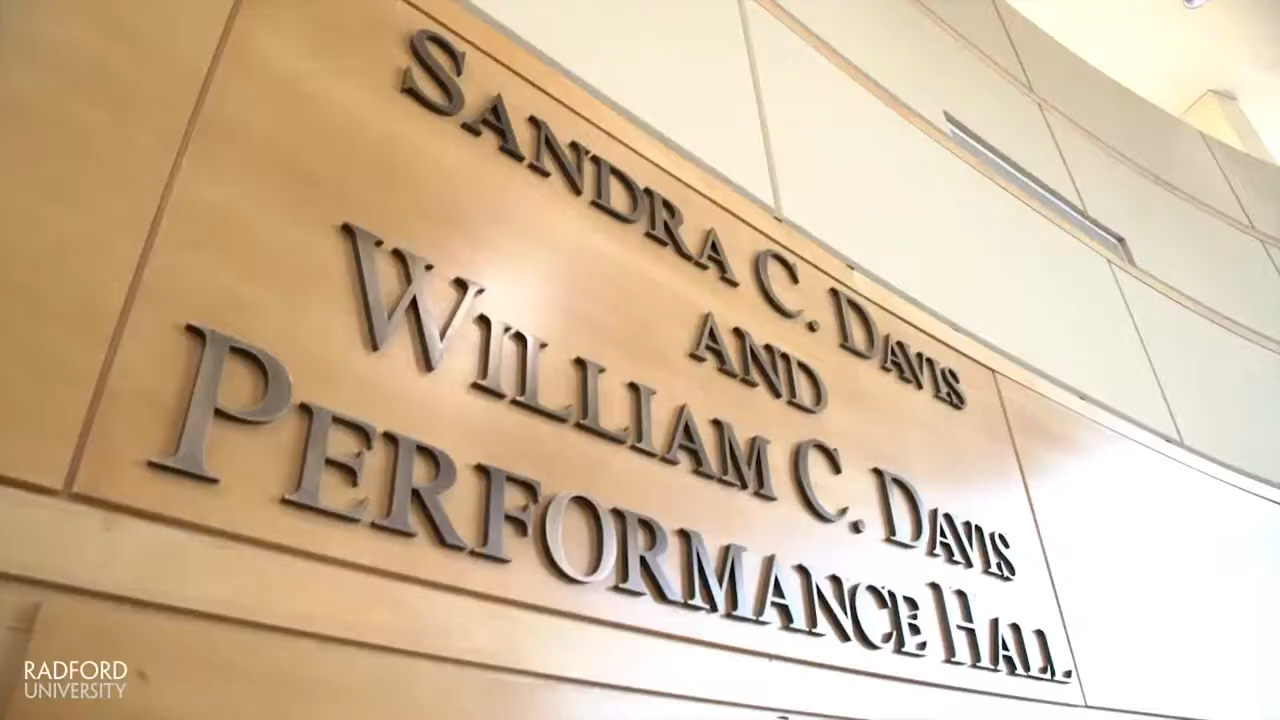 SANDRA C. DAVIS
AND
WILLIAM C. DAVIS
PERFORMANCE HALL
RADFORD
UNIVERSITY